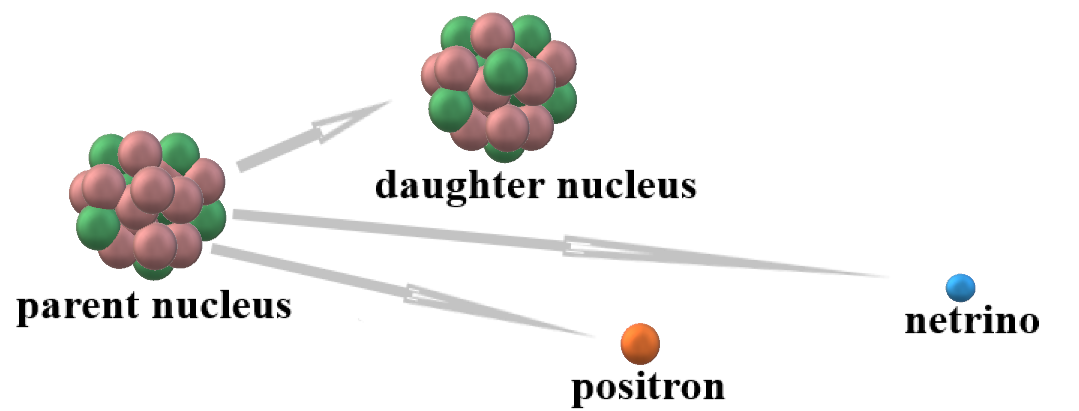 daughter nucleus
parent nucleus
netrino
positron